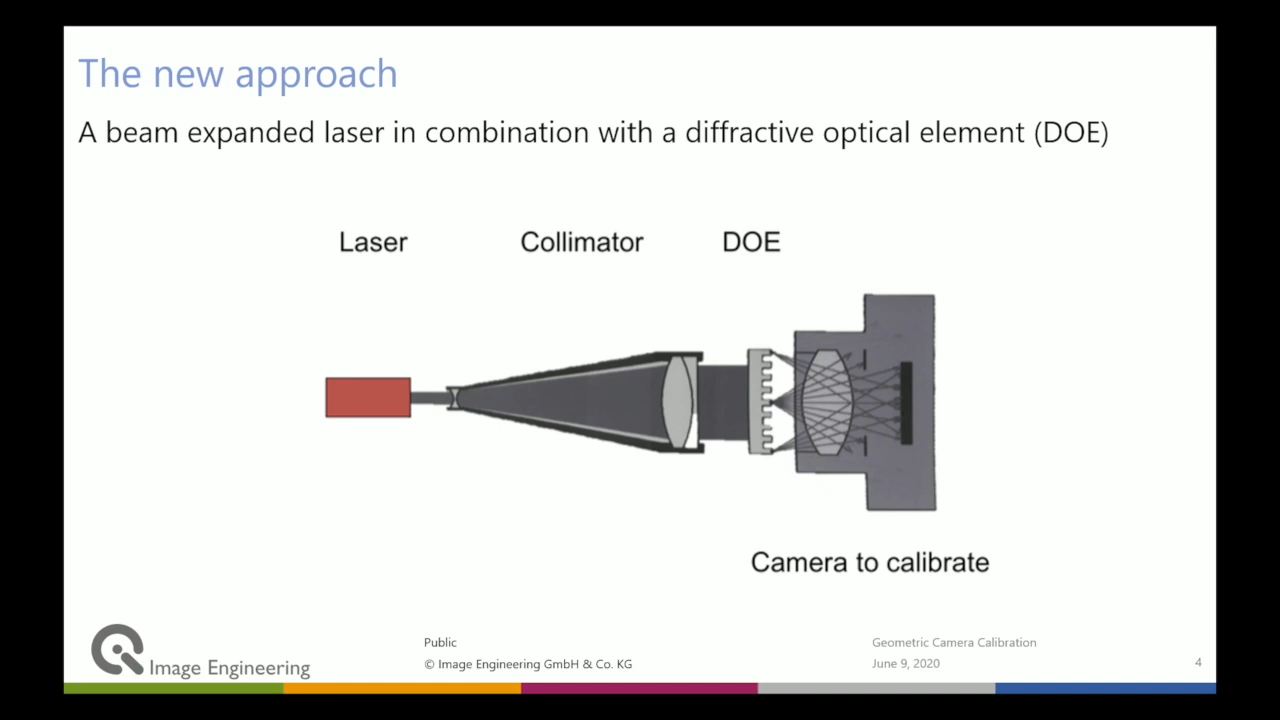 The new approach
A beam expanded laser in combination with a diffractive optical element (DOE)
Laser
Collimator
DOE
Camera to calibrate
Image Engineering
Public
© Image Engineering GmbH & Co. KG
Geometric Camera Calibration
June 9, 2020
4